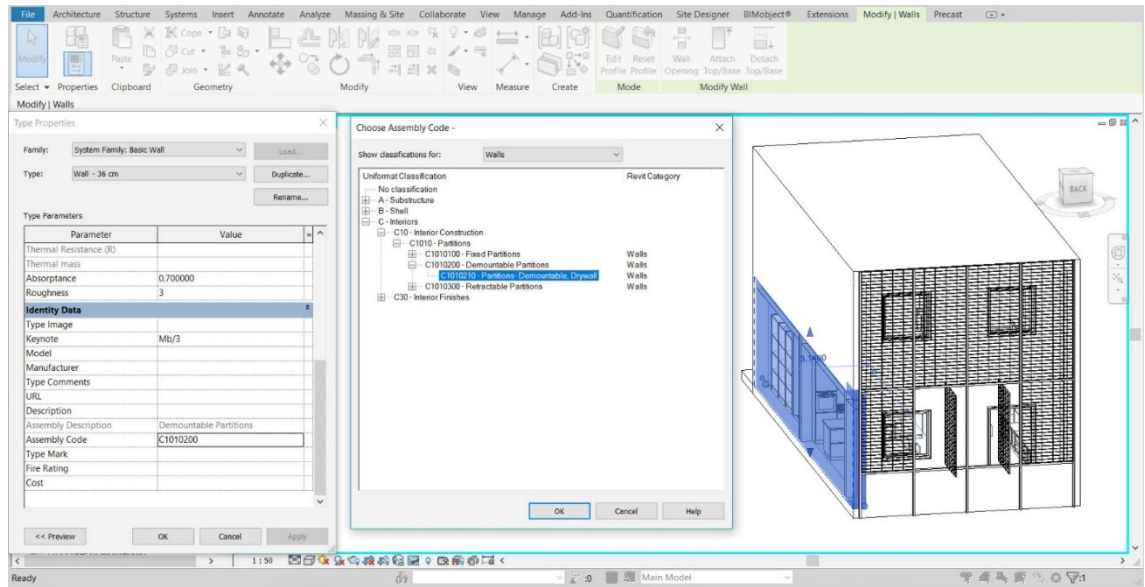 File Architecture Structure Systems Insert Annotate Analyze Massing & Site Collaborate View Manage Add-Ins Quantification Site Designer BIMobject® Extensions Modify | Walls Precast
Cope
Cut
Join
Modify
Paste
Edit Profile
Reset Profile
Wall Opening
Attach Top/Base
Detach Top/Base
Select Properties Clipboard Geometry Modify View Measure Create Mode Modify Wall
Modify | Walls
Type Properties
Family: System Family: Basic Wall Load...
Type: Wall - 36 cm Duplicate...
Rename...
Type Parameters
Parameter Value =
Thermal Resistance (R)
Thermal mass
Absorptance 0.700000
Roughness 3
Identity Data
Type Image
Keynote Mb/3
Model
Manufacturer
Type Comments
URL
Description
Assembly Description Demountable Partitions
Assembly Code C1010200
Type Mark
Fire Rating
Cost
<< Preview OK Cancel Apply
Choose Assembly Code -
Show classifications for: Walls
Uniformat Classification Revit Category
No classification
A - Substructure
B - Shell
C - Interiors
C10 - Interior Construction
C1010 - Partitions
C1010100 - Fixed Partitions Walls
C1010200 - Demountable Partitions Walls
C1010210 - Partitions- Demountable, Drywall Walls
C1010300 - Retractable Partitions Walls
C30 - Interior Finishes
OK Cancel Help
BACK
1 : 50
Ready :0 Main Model :1